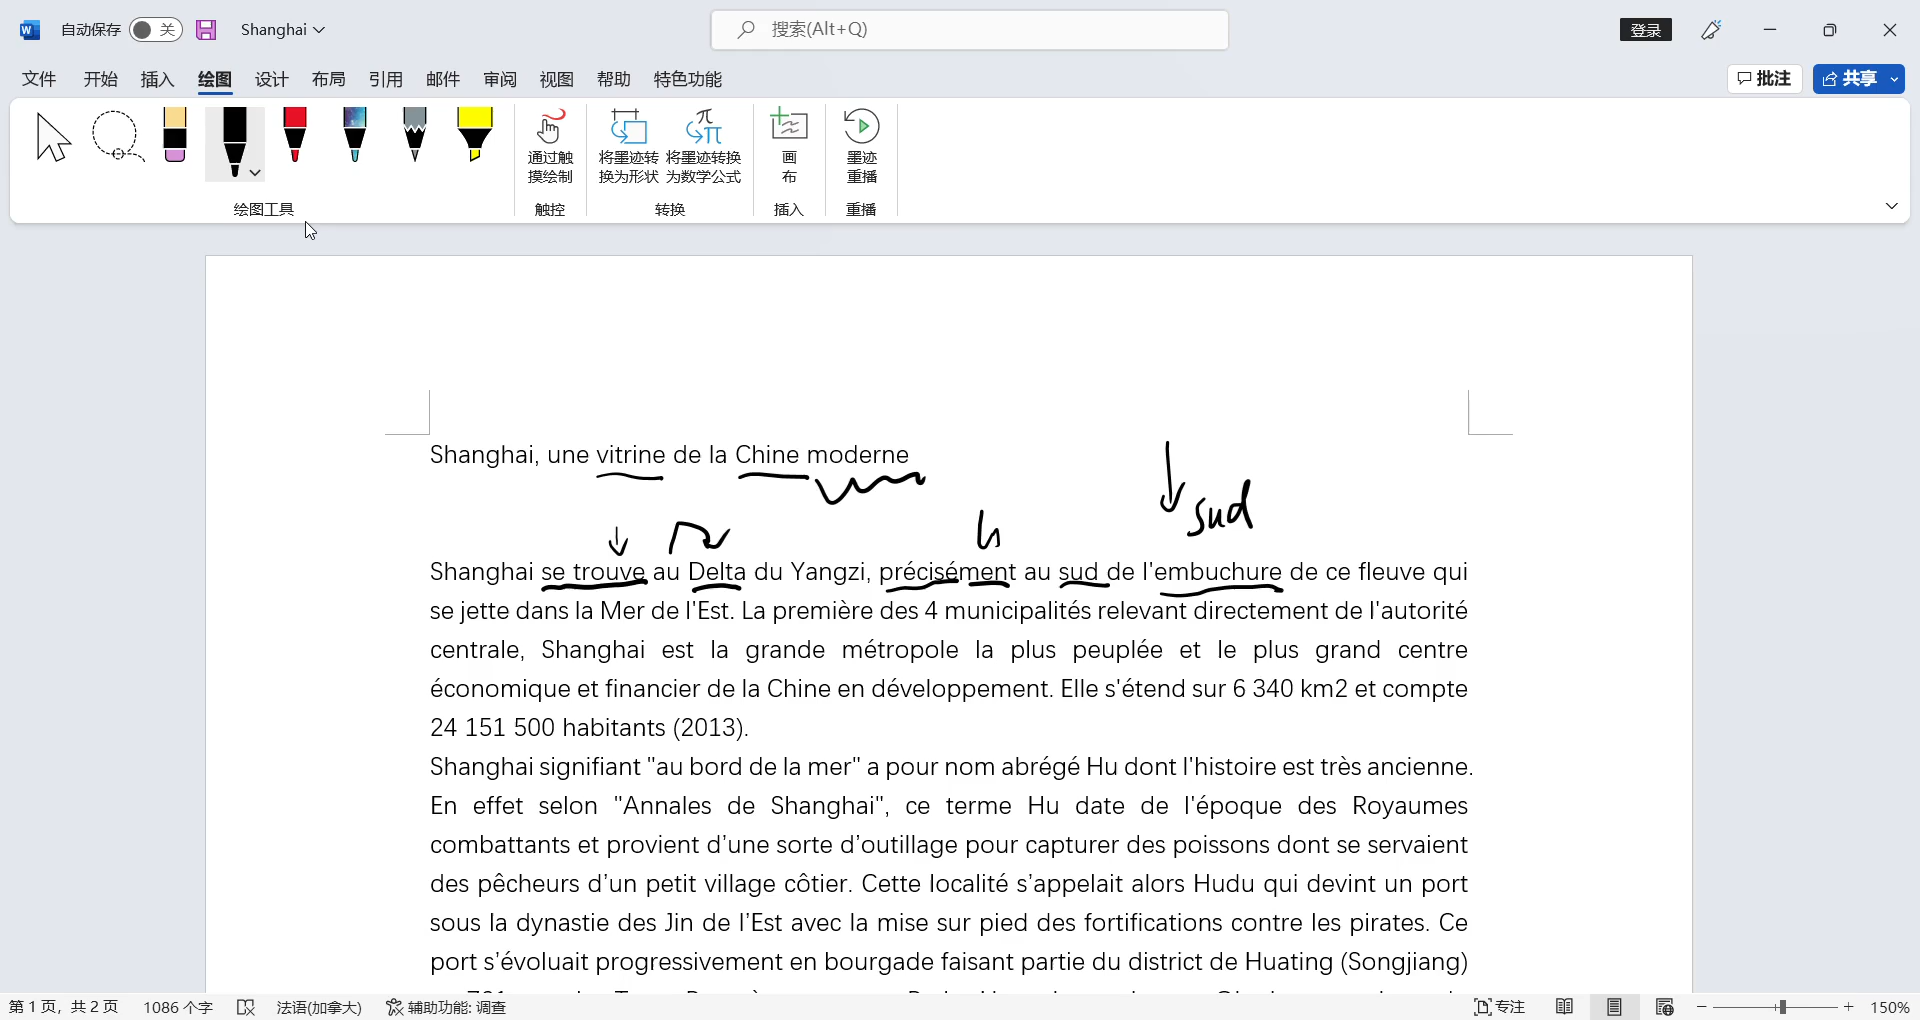 自动保存 关 Shanghai 搜索(Alt+Q) 登录
文件 开始 插入 绘图 设计 布局 引用 邮件 审阅 视图 帮助 特色功能 批注 共享
通过触 将墨迹转 将墨迹转换 画 墨迹
摸绘制 换为形状 为数学公式 布 重播
绘图工具 触控 转换 插入 重播
Shanghai, une vitrine de la Chine moderne
sud
Shanghai se trouve au Delta du Yangzi, précisément au sud de l'embuchure de ce fleuve qui
se jette dans la Mer de l'Est. La première des 4 municipalités relevant directement de l'autorité
centrale, Shanghai est la grande métropole la plus peuplée et le plus grand centre
économique et financier de la Chine en développement. Elle s'étend sur 6 340 km2 et compte
24 151 500 habitants (2013).
Shanghai signifiant "au bord de la mer" a pour nom abrégé Hu dont l'histoire est très ancienne.
En effet selon "Annales de Shanghai", ce terme Hu date de l'époque des Royaumes
combattants et provient d’une sorte d’outillage pour capturer des poissons dont se servaient
des pêcheurs d’un petit village côtier. Cette localité s’appelait alors Hudu qui devint un port
sous la dynastie des Jin de l’Est avec la mise sur pied des fortifications contre les pirates. Ce
port s’évoluait progressivement en bourgade faisant partie du district de Huating (Songjiang)
第1页，共2页 1086 个字 法语(加拿大) 辅助功能: 调查 专注 150%